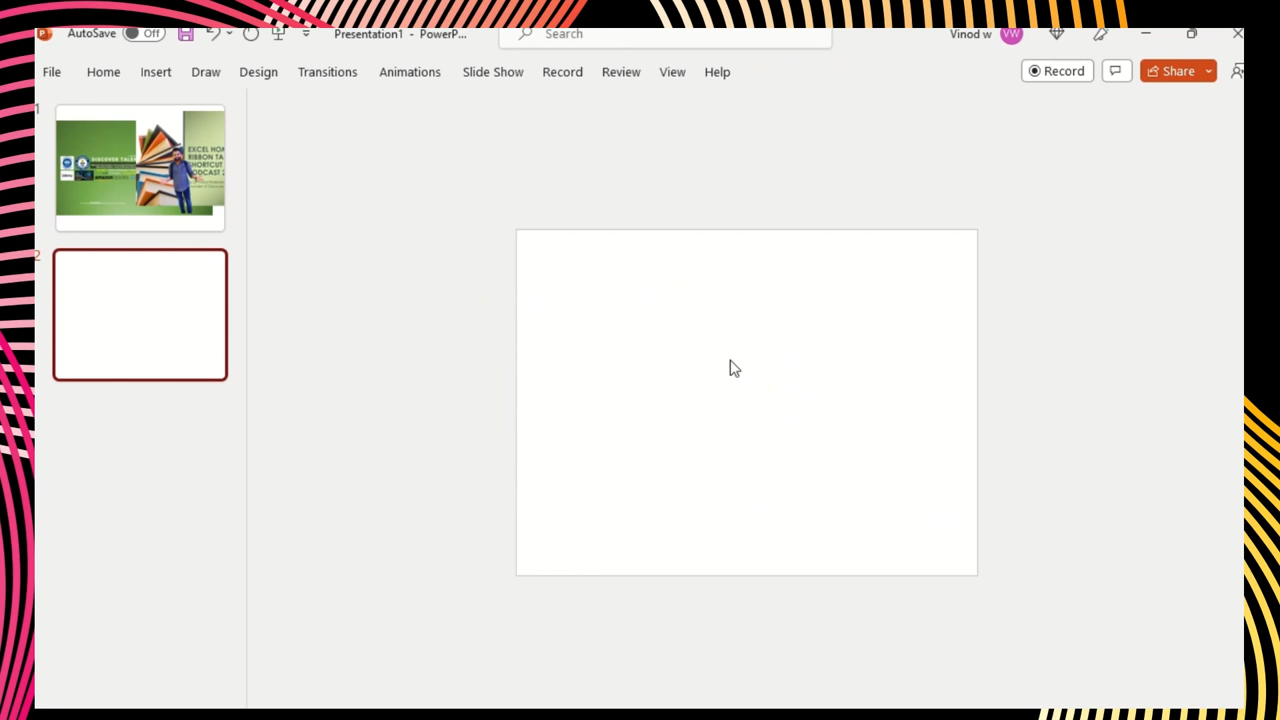 AutoSave Off Presentation1 - PowerP... Search Vinod w VW
File Home Insert Draw Design Transitions Animations Slide Show Record Review View Help Record Share
1
DISCOVER TALE
EXCEL HOM
RIBBON TA
SHORTCUT
PODCAST 2
2